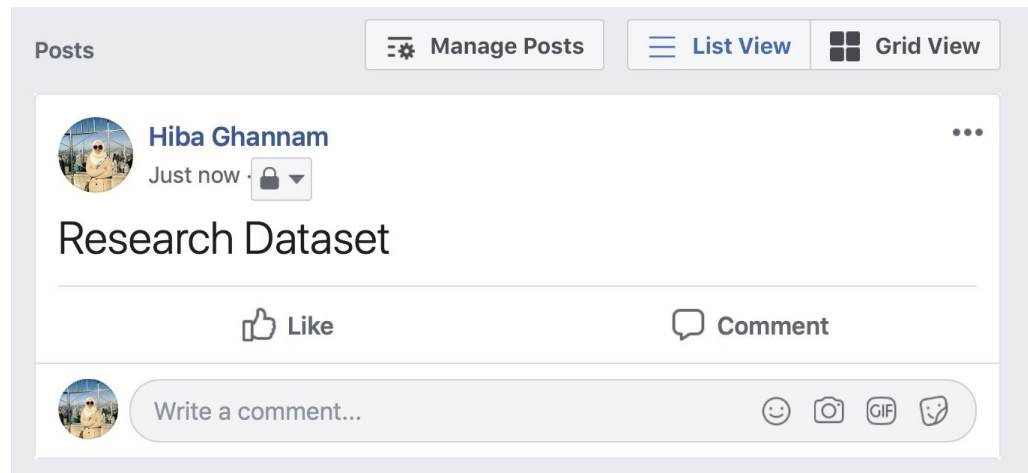 Posts Manage Posts List View Grid View
Hiba Ghannam
Just now ·
Research Dataset
Like Comment
Write a comment... GIF